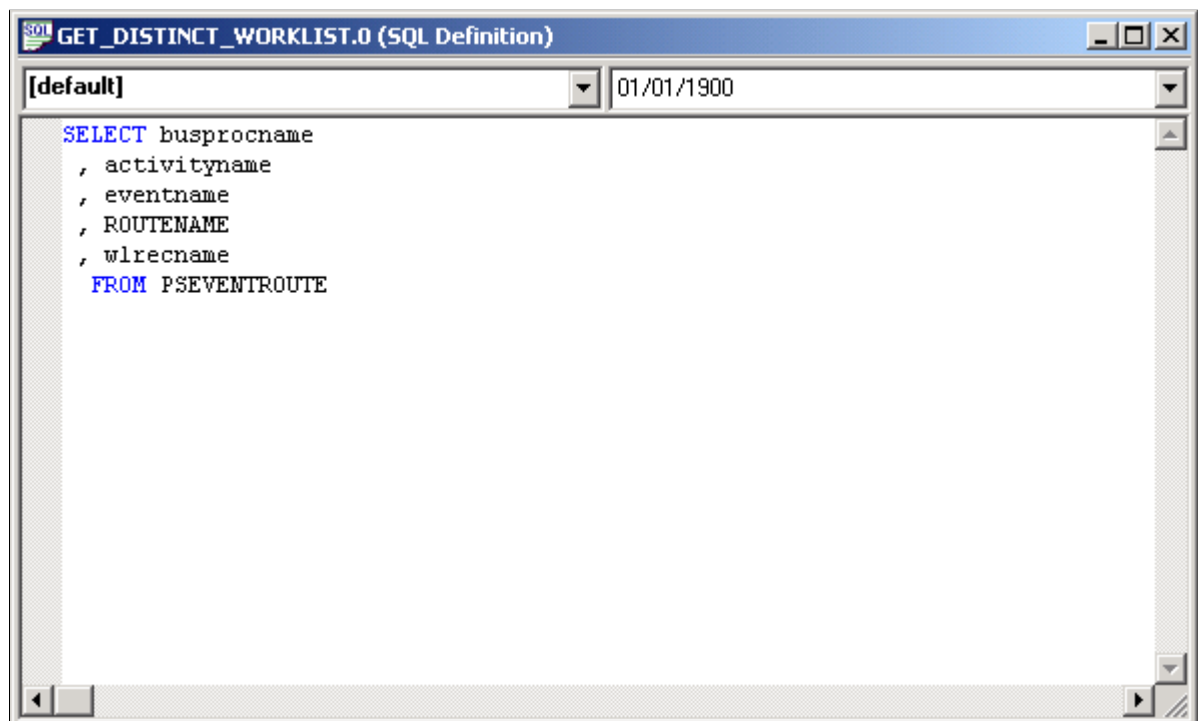 GET_DISTINCT_WORKLIST.0 (SQL Definition)
[default] 01/01/1900
SELECT busprocname
, activityname
, eventname
, ROUTENAME
, wlrecname
FROM PSEVENTROUTE